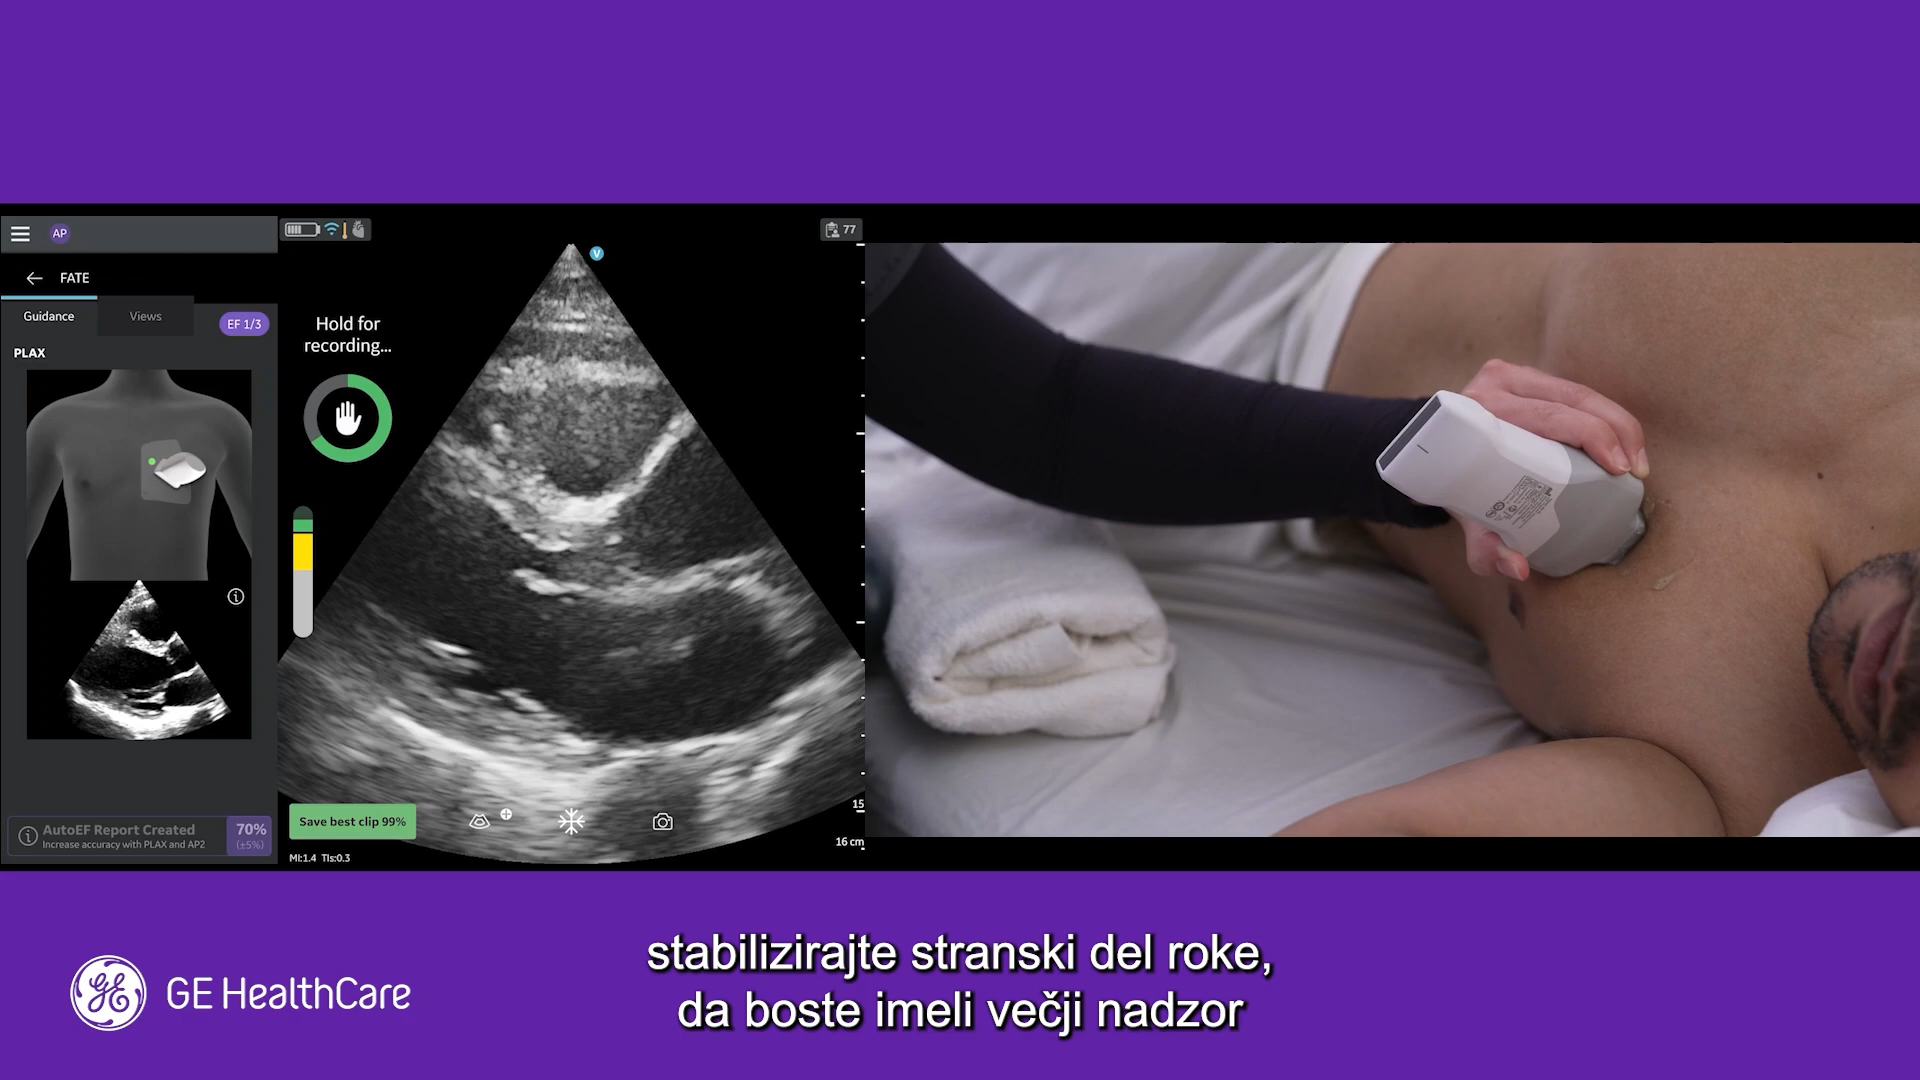 AP
77
FATE
V
Guidance
Views
EF 1/3
Hold for
recording...
PLAX
AutoEF Report Created
70%
Increase accuracy with PLAX and AP2
(±5%)
Save best clip 99%
15
16 cm
MI:1.4 TIs:0.3
GE HealthCare
stabilizirajte stranski del roke,
da boste imeli večji nadzor